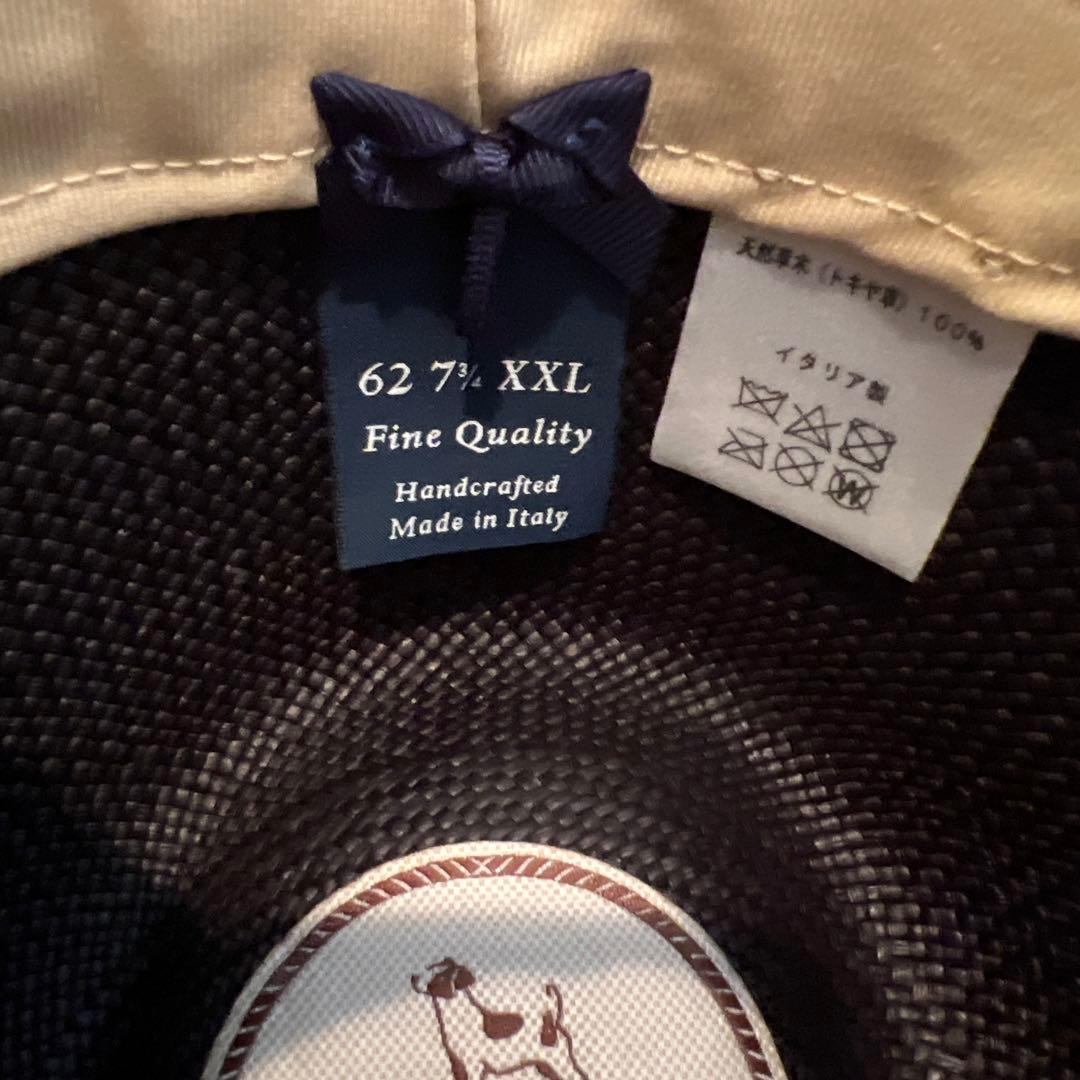 62 7¾ XXL
Fine Quality
Handcrafted
Made in Italy
天然草木(トキヤ草)100%
イタリア製
W